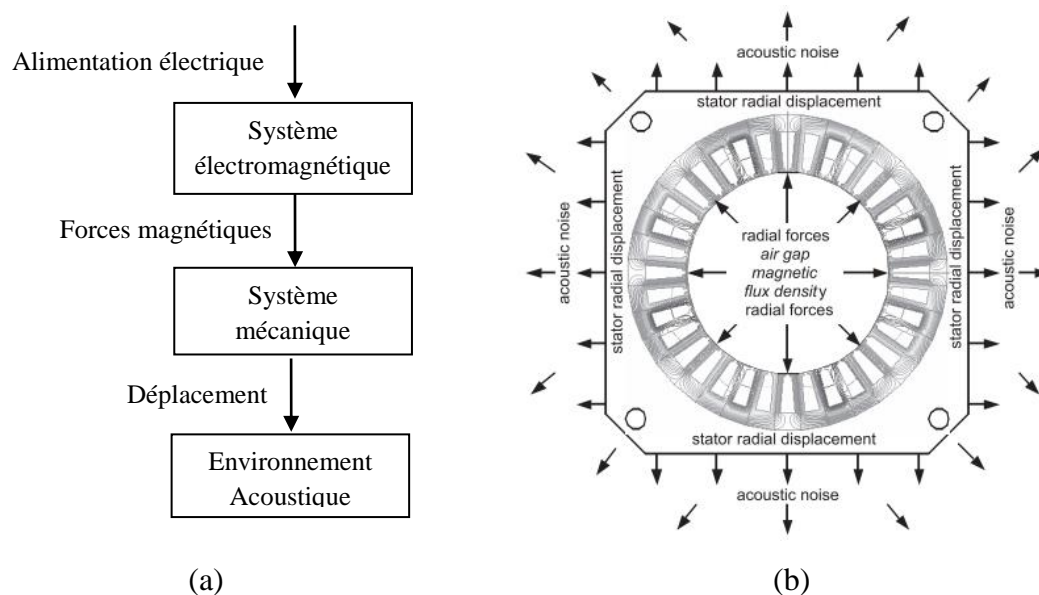 Alimentation électrique
Système
électromagnétique
Forces magnétiques
Système
mécanique
Déplacement
Environnement
Acoustique
(a)
acoustic noise
stator radial displacement
acoustic noise
stator radial displacement
radial forces
air gap
magnetic
flux density
radial forces
stator radial displacement
acoustic noise
stator radial displacement
acoustic noise
(b)